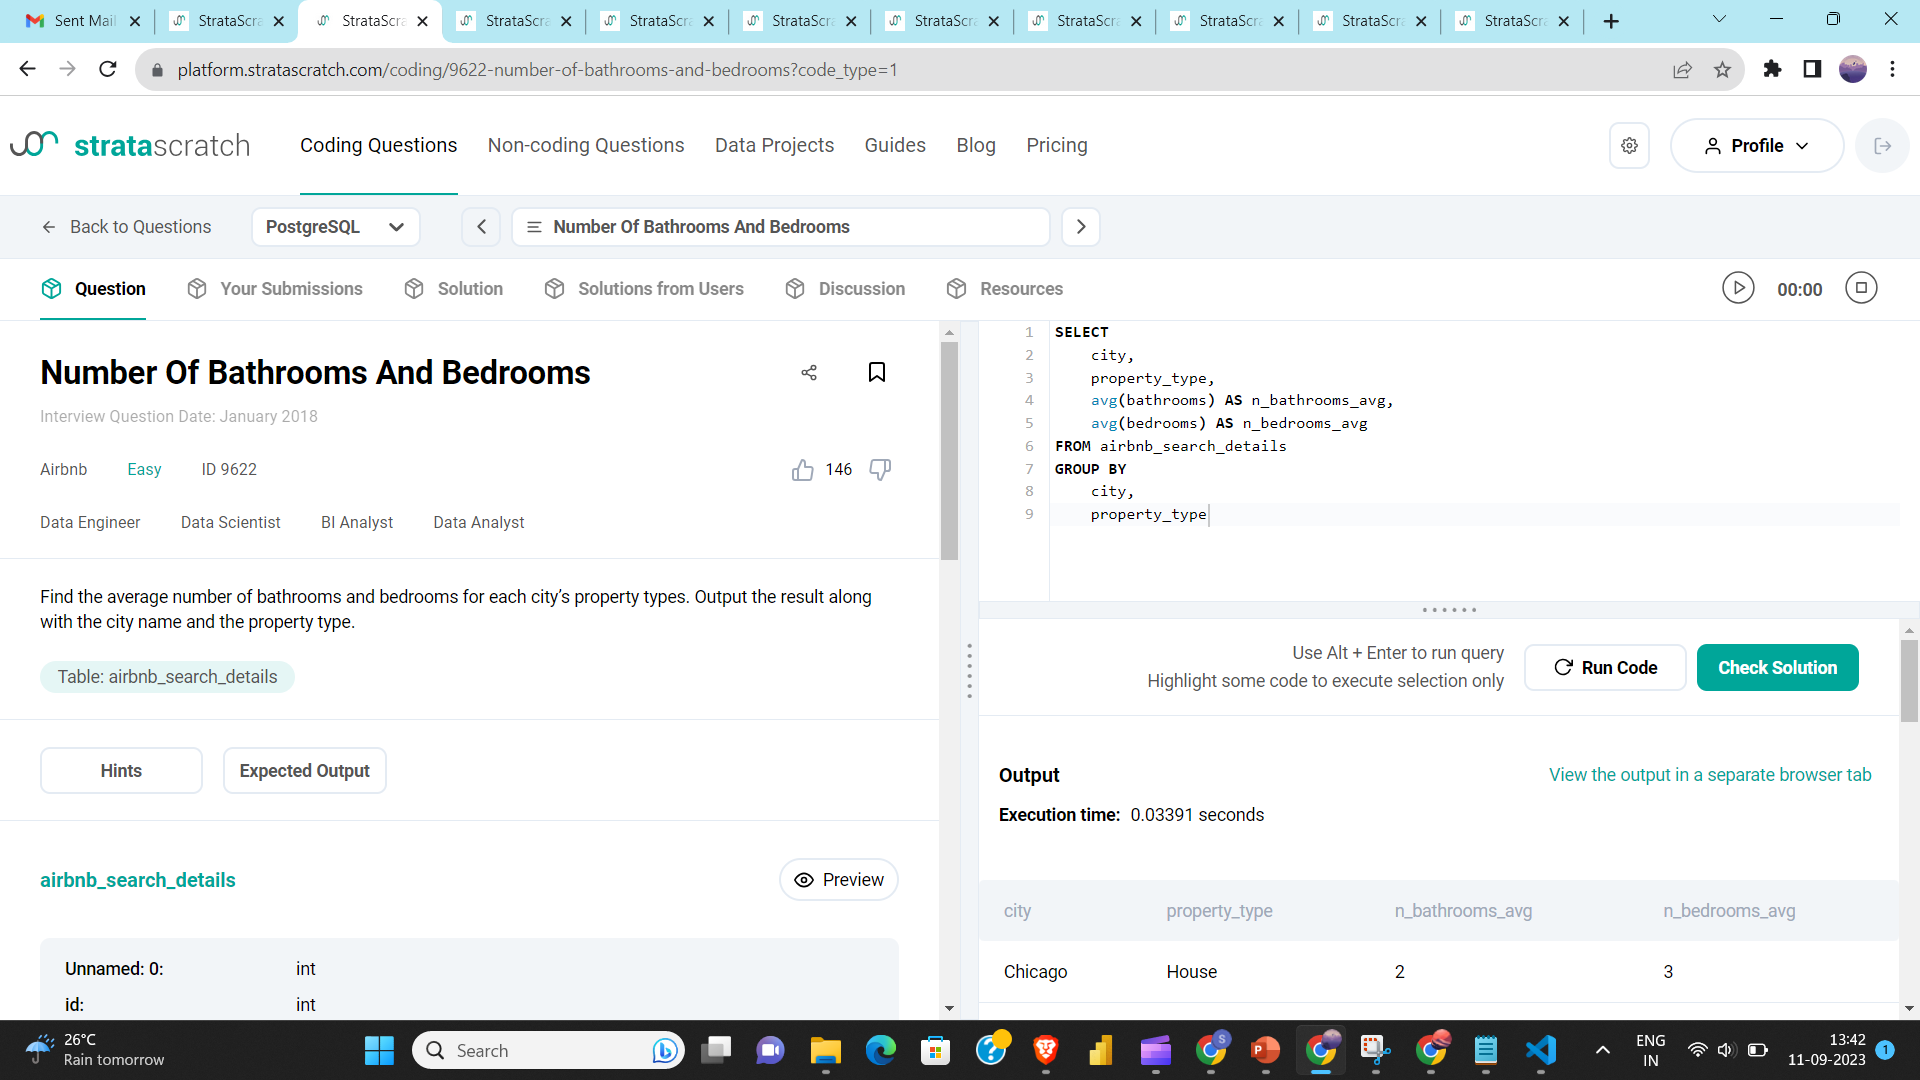 Sent Mail
StrataScra
StrataScra
StrataScra
StrataScra
StrataScra
StrataScra
StrataScra
StrataScra
StrataScra
StrataScra
platform.stratascratch.com/coding/9622-number-of-bathrooms-and-bedrooms?code_type=1
stratascratch
Coding Questions
Non-coding Questions
Data Projects
Guides
Blog
Pricing
Profile
Back to Questions
PostgreSQL
Number Of Bathrooms And Bedrooms
Question
Your Submissions
Solution
Solutions from Users
Discussion
Resources
00:00
Number Of Bathrooms And Bedrooms
Interview Question Date: January 2018
Airbnb
Easy
ID 9622
146
Data Engineer
Data Scientist
BI Analyst
Data Analyst
Find the average number of bathrooms and bedrooms for each city’s property types. Output the result along
with the city name and the property type.
Table: airbnb_search_details
Hints
Expected Output
airbnb_search_details
Preview
Unnamed: 0: int
id: int
1 SELECT
2 city,
3 property_type,
4 avg(bathrooms) AS n_bathrooms_avg,
5 avg(bedrooms) AS n_bedrooms_avg
6 FROM airbnb_search_details
7 GROUP BY
8 city,
9 property_type
Use Alt + Enter to run query
Highlight some code to execute selection only
Run Code
Check Solution
Output
View the output in a separate browser tab
Execution time: 0.03391 seconds
city property_type n_bathrooms_avg n_bedrooms_avg
Chicago House 2 3
26°C
Rain tomorrow
Search
S
P
ENG
IN
13:42
11-09-2023
1